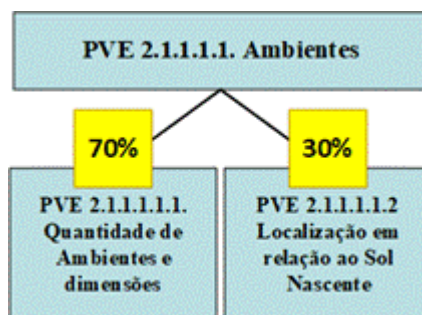 PVE 2.1.1.1.1. Ambientes
70%
30%
PVE 2.1.1.1.1.1.
Quantidade de
Ambientes e
dimensões
PVE 2.1.1.1.1.2
Localização em
relação ao Sol
Nascente